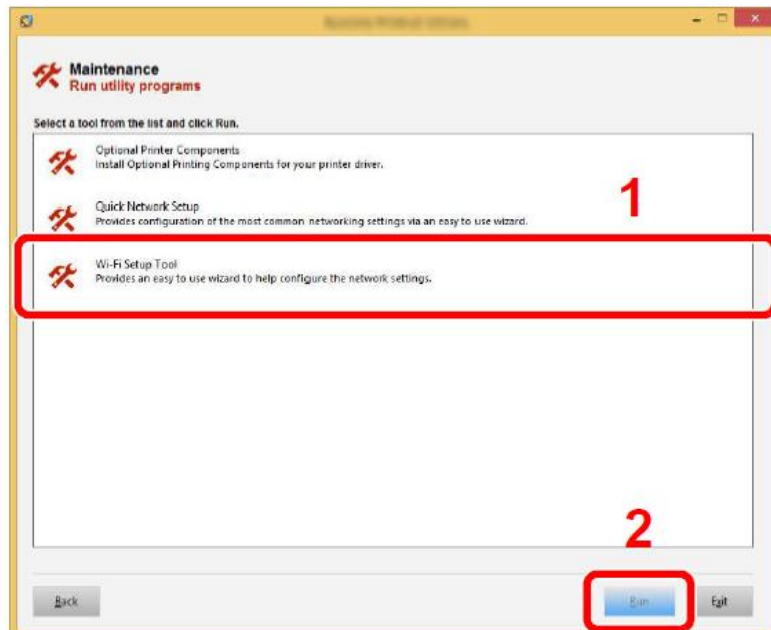 Maintenance
Run utility programs
Select a tool from the list and click Run.
Optional Printer Components
Install Optional Printing Components for your printer driver.
1
Quick Network Setup
Provides configuration of the most common networking settings via an easy to use wizard.
Wi-Fi Setup Tool
Provides an easy to use wizard to help configure the network settings.
2
Back
Run
Exit